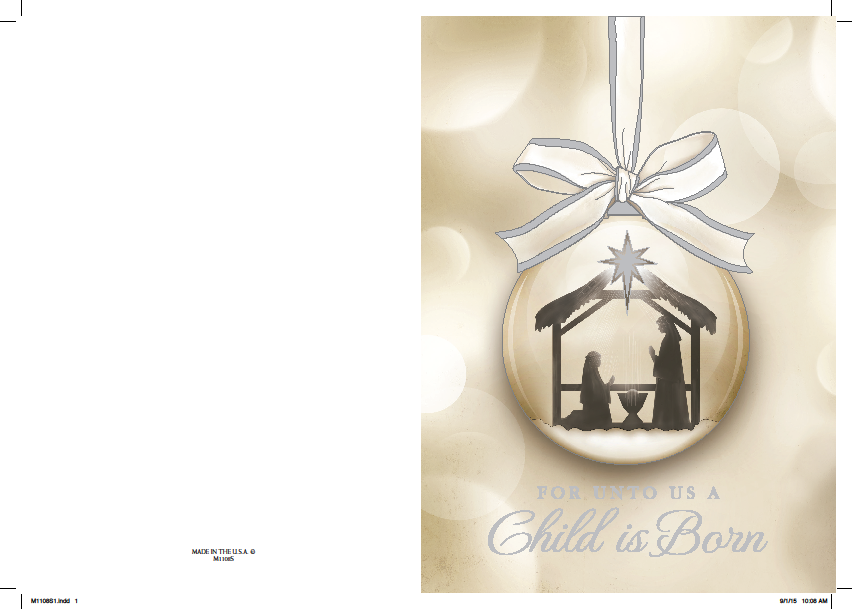 FOR UNTO US A
Child is Born
MADE IN THE U.S.A. ©
M1108S
M1108S1.indd 1
9/1/15 10:08 AM